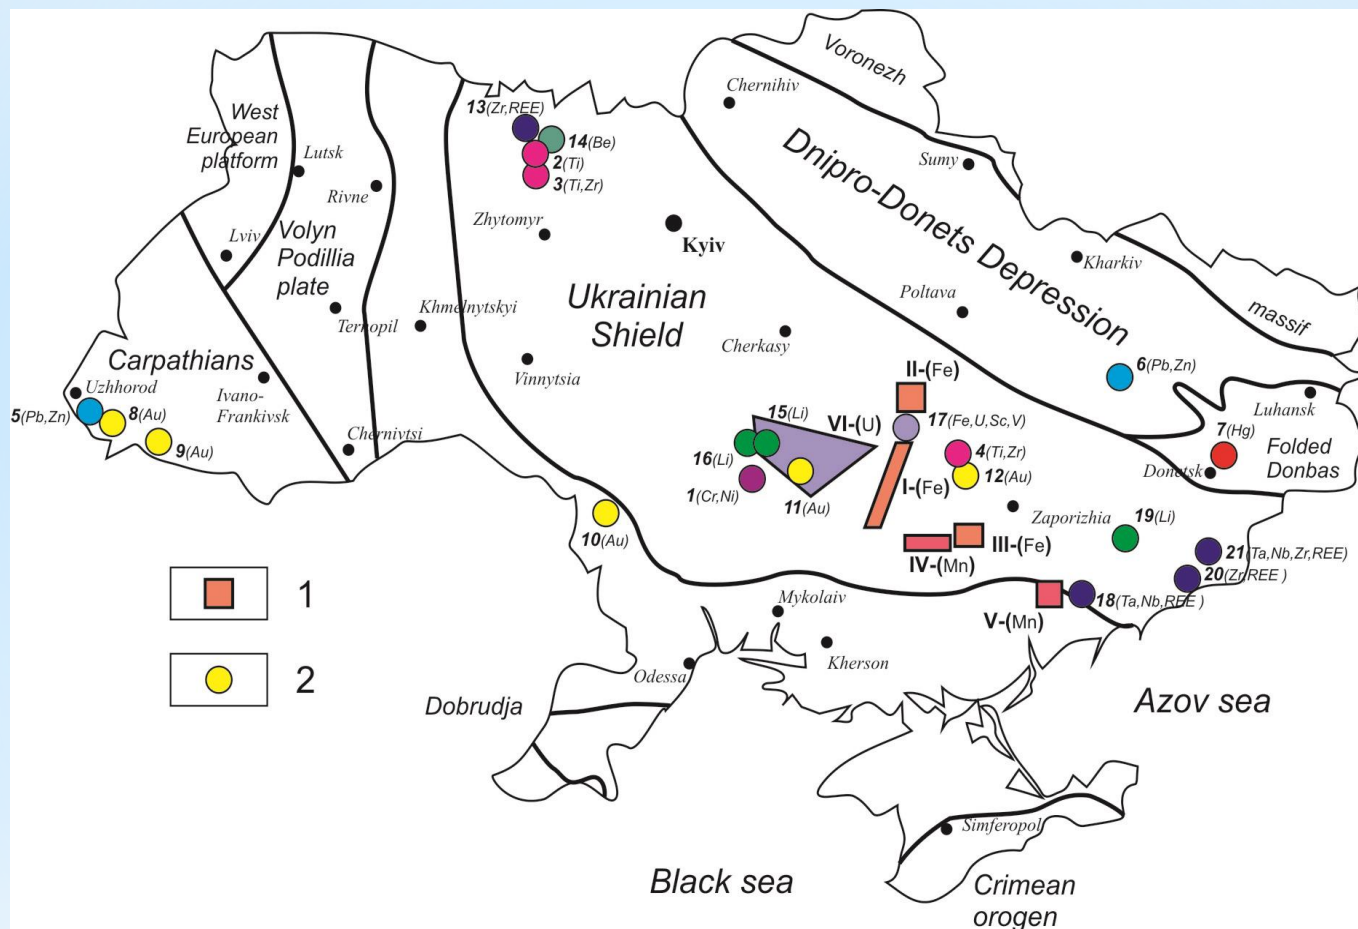 Voronezh
Chernihiv
13(Zr,REE)
West
European
platform
14(Be)
Lutsk
2(Ti)
3(Ti,Zr)
Rivne
Sumy
Dnipro-Donets Depression
Zhytomyr
Kyiv
Lviv
Volyn
Podillia
plate
Kharkiv
Ukrainian
Shield
Poltava
massif
Khmelnytskyi
Ternopil
Cherkasy
Carpathians
Vinnytsia
II-(Fe)
6(Pb,Zn)
Uzhhorod
Ivano-
Frankivsk
5(Pb,Zn)
8(Au)
15(Li)
VI-(U)
17(Fe,U,Sc,V)
Luhansk
7(Hg)
Chernivtsi
9(Au)
16(Li)
4(Ti,Zr)
Folded
Donbas
Donetsk
12(Au)
1(Cr,Ni)
I-(Fe)
11(Au)
10(Au)
Zaporizhia
19(Li)
III-(Fe)
IV-(Mn)
21(Ta,Nb,Zr,REE)
20(Zr,REE )
1
Mykolaiv
V-(Mn)
18(Ta,Nb,REE )
Kherson
2
Odessa
Dobrudja
Azov sea
Simferopol
Black sea
Crimean
orogen